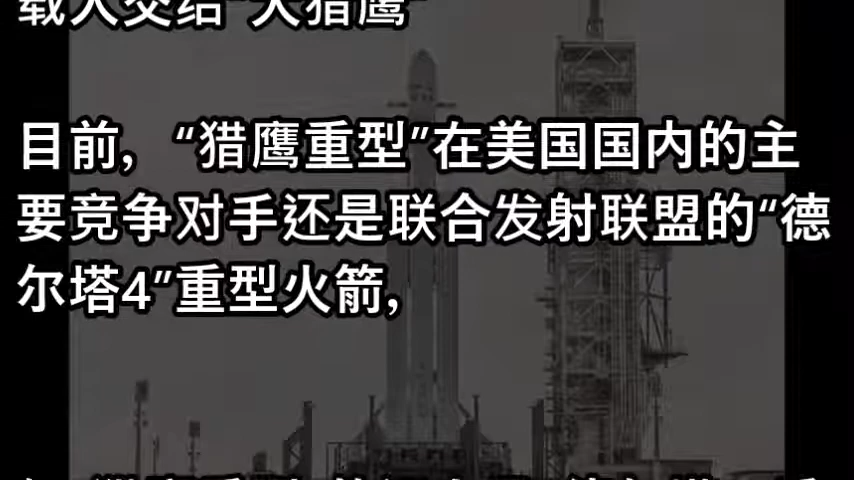 载人交给“大猎鹰”
目前，“猎鹰重型”在美国国内的主
要竞争对手还是联合发射联盟的“德
尔塔4”重型火箭,